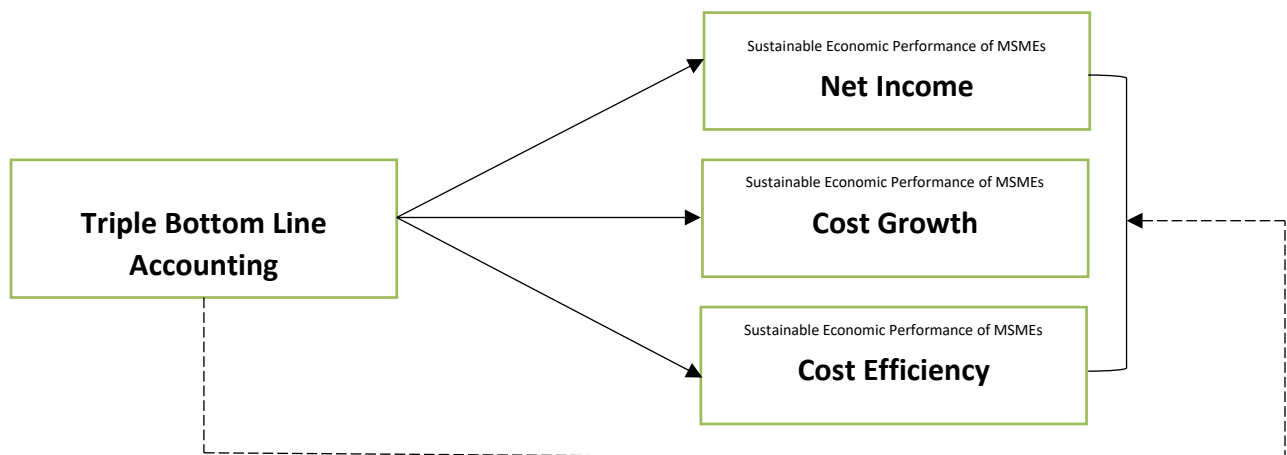 Sustainable Economic Performance of MSMEs
Net Income
Triple Bottom Line
Accounting
Sustainable Economic Performance of MSMEs
Cost Growth
Sustainable Economic Performance of MSMEs
Cost Efficiency